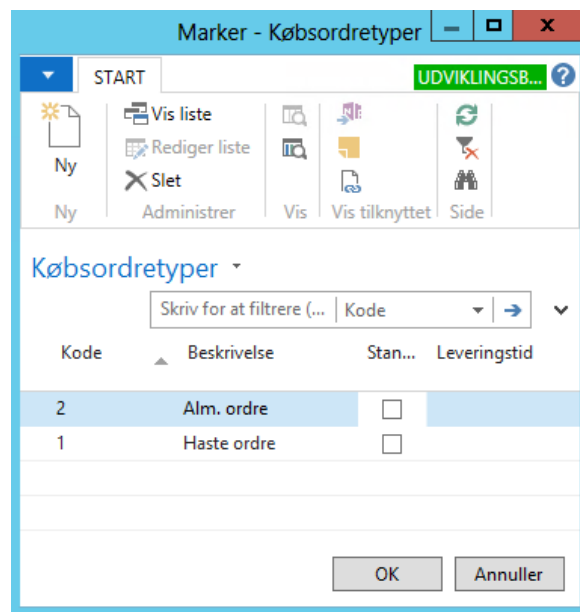 Marker - Købsordretyper
START
UDVIKLINGSB...
Ny
Vis liste
Rediger liste
Slet
Ny
Administrer
Vis
Vis tilknyttet
Side
Købsordretyper
Skriv for at filtrere (... Kode
Kode Beskrivelse Stan... Leveringstid
2 Alm. ordre
1 Haste ordre
OK Annuller